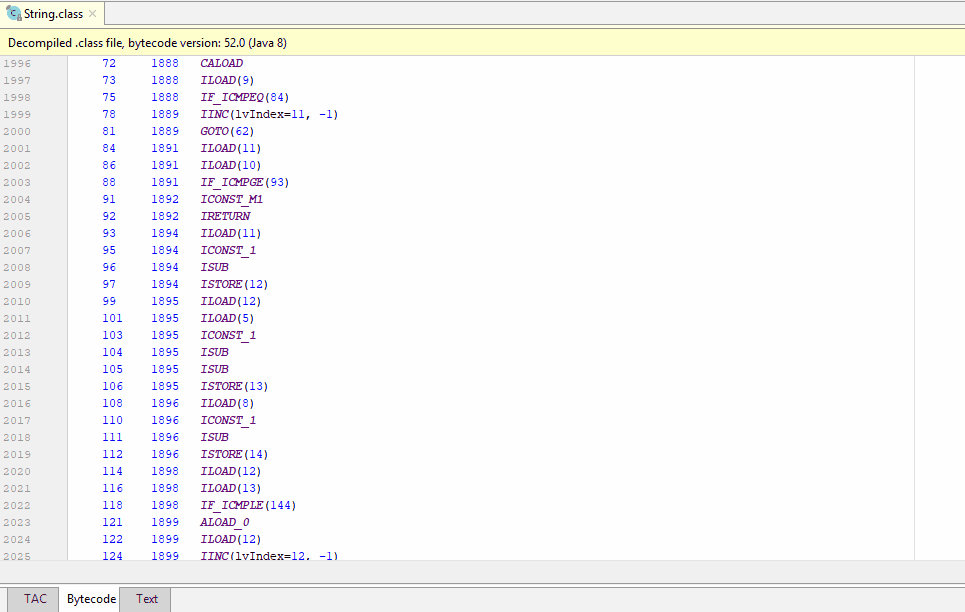 String.class
Decompiled .class file, bytecode version: 52.0 (Java 8)
1996 72 1888 CALOAD
1997 73 1888 ILOAD(9)
1998 75 1888 IF_ICMPEQ(84)
1999 78 1889 IINC(lvIndex=11, -1)
2000 81 1889 GOTO(62)
2001 84 1891 ILOAD(11)
2002 86 1891 ILOAD(10)
2003 88 1891 IF_ICMPGE(93)
2004 91 1892 ICONST_M1
2005 92 1892 IRETURN
2006 93 1894 ILOAD(11)
2007 95 1894 ICONST_1
2008 96 1894 ISUB
2009 97 1894 ISTORE(12)
2010 99 1895 ILOAD(12)
2011 101 1895 ILOAD(5)
2012 103 1895 ICONST_1
2013 104 1895 ISUB
2014 105 1895 ISUB
2015 106 1895 ISTORE(13)
2016 108 1896 ILOAD(8)
2017 110 1896 ICONST_1
2018 111 1896 ISUB
2019 112 1896 ISTORE(14)
2020 114 1898 ILOAD(12)
2021 116 1898 ILOAD(13)
2022 118 1898 IF_ICMPLE(144)
2023 121 1899 ALOAD_0
2024 122 1899 ILOAD(12)
2025 124 1899 IINC(lvIndex=12, -1)
TAC Bytecode Text